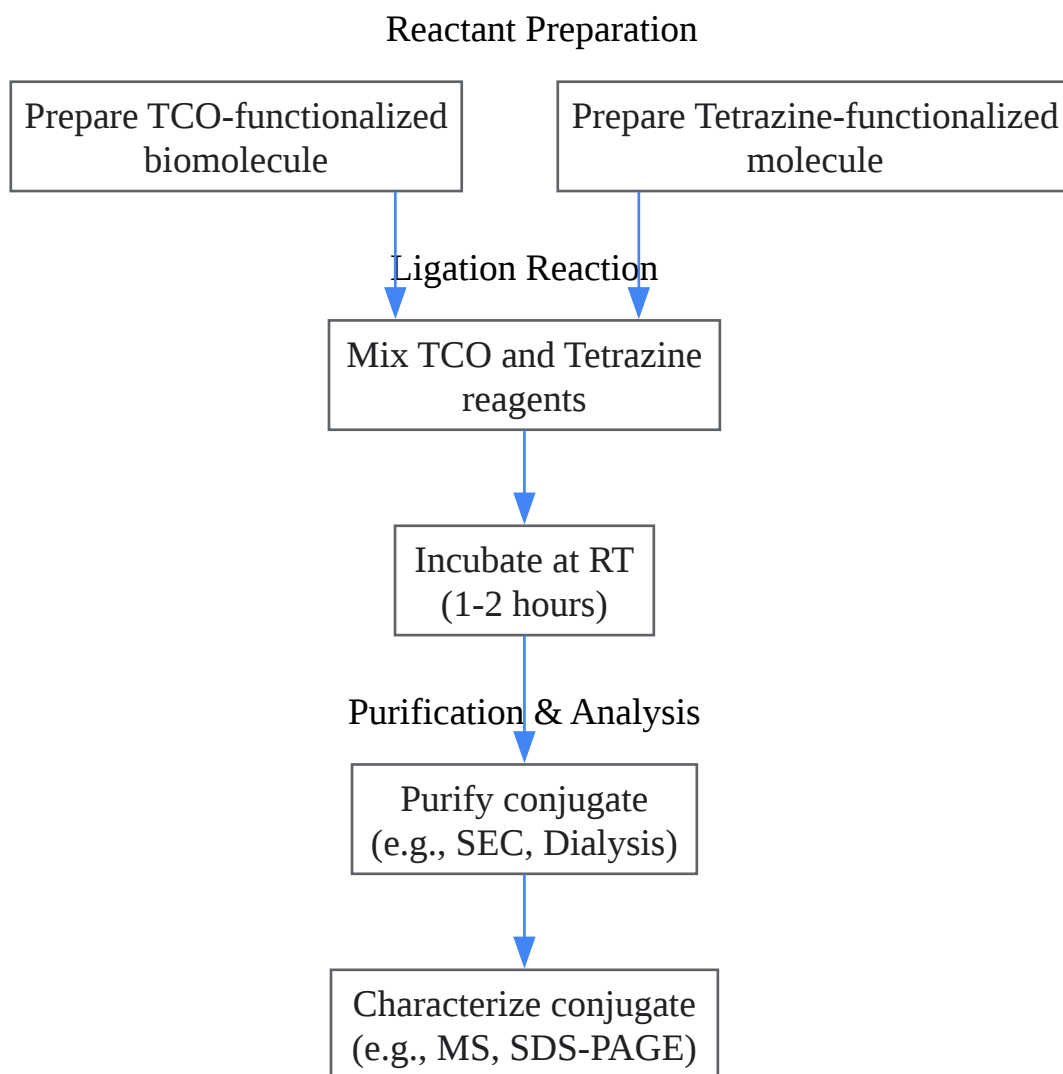 Reactant Preparation
Prepare TCO-functionalized
biomolecule
Prepare Tetrazine-functionalized
molecule
Ligation Reaction
Mix TCO and Tetrazine
reagents
Incubate at RT
(1-2 hours)
Purification & Analysis
Purify conjugate
(e.g., SEC, Dialysis)
Characterize conjugate
(e.g., MS, SDS-PAGE)